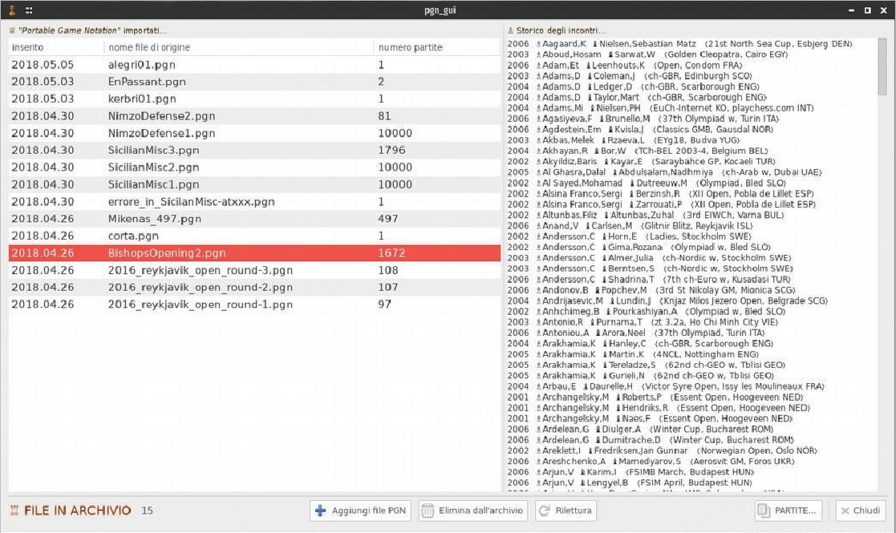 pgn_gui
"Portable Game Notation" importati...
inserito nome file di origine numero partite
2018.05.05 alegri01.pgn 1
2018.05.03 EnPassant.pgn 2
2018.05.03 kerbri01.pgn 1
2018.04.30 NimzoDefense2.pgn 81
2018.04.30 NimzoDefense1.pgn 10000
2018.04.30 SicilianMisc3.pgn 1796
2018.04.30 SicilianMisc2.pgn 10000
2018.04.30 SicilianMisc1.pgn 10000
2018.04.30 errore_in_SicilanMisc-atxxx.pgn 1
2018.04.26 Mikenas_497.pgn 497
2018.04.26 corta.pgn 1
2018.04.26 BishopsOpening2.pgn 1672
2018.04.26 2016_reykjavik_open_round-3.pgn 108
2018.04.26 2016_reykjavik_open_round-2.pgn 107
2018.04.26 2016_reykjavik_open_round-1.pgn 97
Storico degli incontri...
2006 Aagaard,K Nielsen,Sebastian Matz (21st North Sea Cup, Esbjerg DEN)
2003 Aboud,Hosam Sarwat,W (Golden Cleopatra, Cairo EGY)
2006 Adam,Et Leenhouts,K (Open, Condom FRA)
2003 Adams,D Coleman,J (ch-GBR, Edinburgh SCO)
2004 Adams,D Ledger,D (ch-GBR, Scarborough ENG)
2004 Adams,D Taylor,Mart (ch-GBR, Scarborough ENG)
2004 Adams,Mi Nielsen,PH (EuCh-Internet KO, playchess.com INT)
2006 Agasiyeva,F Brunello,M (37th Olympiad w, Turin ITA)
2006 Agdestein,Em Kvisla,J (Classics GMB, Gausdal NOR)
2003 Akbas,Melek Rzaeva,L (EYg18, Budva YUG)
2004 Akhayan,R Bor,W (TCh-BEL 2003-4, Belgium BEL)
2002 Akyildiz,Baris Kayar,E (Saraybahce GP, Kocaeli TUR)
2005 Al Ghasra,Dalal Abdulsalam,Nadhmiya (ch-Arab w, Dubai UAE)
2002 Al Sayed,Mohamad Dutreeuw,M (Olympiad, Bled SLO)
2002 Alsina Franco,Sergi Berzinsh,R (XII Open, Pobla de Lillet ESP)
2002 Alsina Franco,Sergi Zarrouati,P (XII Open, Pobla de Lillet ESP)
2002 Altunbas,Filiz Altunbas,Zuhal (3rd EIWCh, Varna BUL)
2006 Anand,V Carlsen,M (Glitnir Blitz, Reykjavik ISL)
2002 Andersson,C Horn,E (Ladies, Stockholm SWE)
2002 Andersson,C Gima,Rozana (Olympiad w, Bled SLO)
2003 Andersson,C Almer,Julia (ch-Nordic w, Stockholm SWE)
2003 Andersson,C Berntsen,S (ch-Nordic w, Stockholm SWE)
2006 Andersson,C Shadrina,T (7th ch-Euro w, Kusadasi TUR)
2006 Andonov,B Popchev,M (3rd St Nikolay GM, Mionica SCG)
2004 Andrijasevic,M Lundin,J (Knjaz Milos Jezero Open, Belgrade SCG)
2002 Anhchimeg,B Pourkashiyan,A (Olympiad w, Bled SLO)
2003 Antonio,R Purnama,T (zt 3.2a, Ho Chi Minh City VIE)
2006 Antoniou,A Arora,Neel (37th Olympiad, Turin ITA)
2004 Arakhamia,K Hanley,C (ch-GBR, Scarborough ENG)
2005 Arakhamia,K Martin,K (4NCL, Nottingham ENG)
2005 Arakhamia,K Tereladze,S (62nd ch-GEO w, Tbilisi GEO)
2005 Arakhamia,K Gurieli,N (62nd ch-GEO w, Tblisi GEO)
2004 Arbau,E Daurelle,H (Victor Syre Open, Issy les Moulineaux FRA)
2001 Archangelsky,M Roberts,P (Essent Open, Hoogeveen NED)
2001 Archangelsky,M Hendriks,R (Essent Open, Hoogeveen NED)
2001 Archangelsky,M Naes,F (Essent Open, Hoogeveen NED)
2006 Ardelean,G Diulger,A (Winter Cup, Bucharest ROM)
2006 Ardelean,G Dumitrache,D (Winter Cup, Bucharest ROM)
2002 Areklett,I Fredriksen,Jan Gunnar (Norwegian Open, Oslo NOR)
2006 Areshchenko,A Mamedyarov,S (Aerosvit GM, Foros UKR)
2006 Arjun,V Karim,I (FSIMB March, Budapest HUN)
2006 Arjun,V Lengyel,B (FSIM April, Budapest HUN)
FILE IN ARCHIVIO 15
Aggiungi file PGN
Elimina dall'archivio
Rilettura
PARTITE...
Chiudi